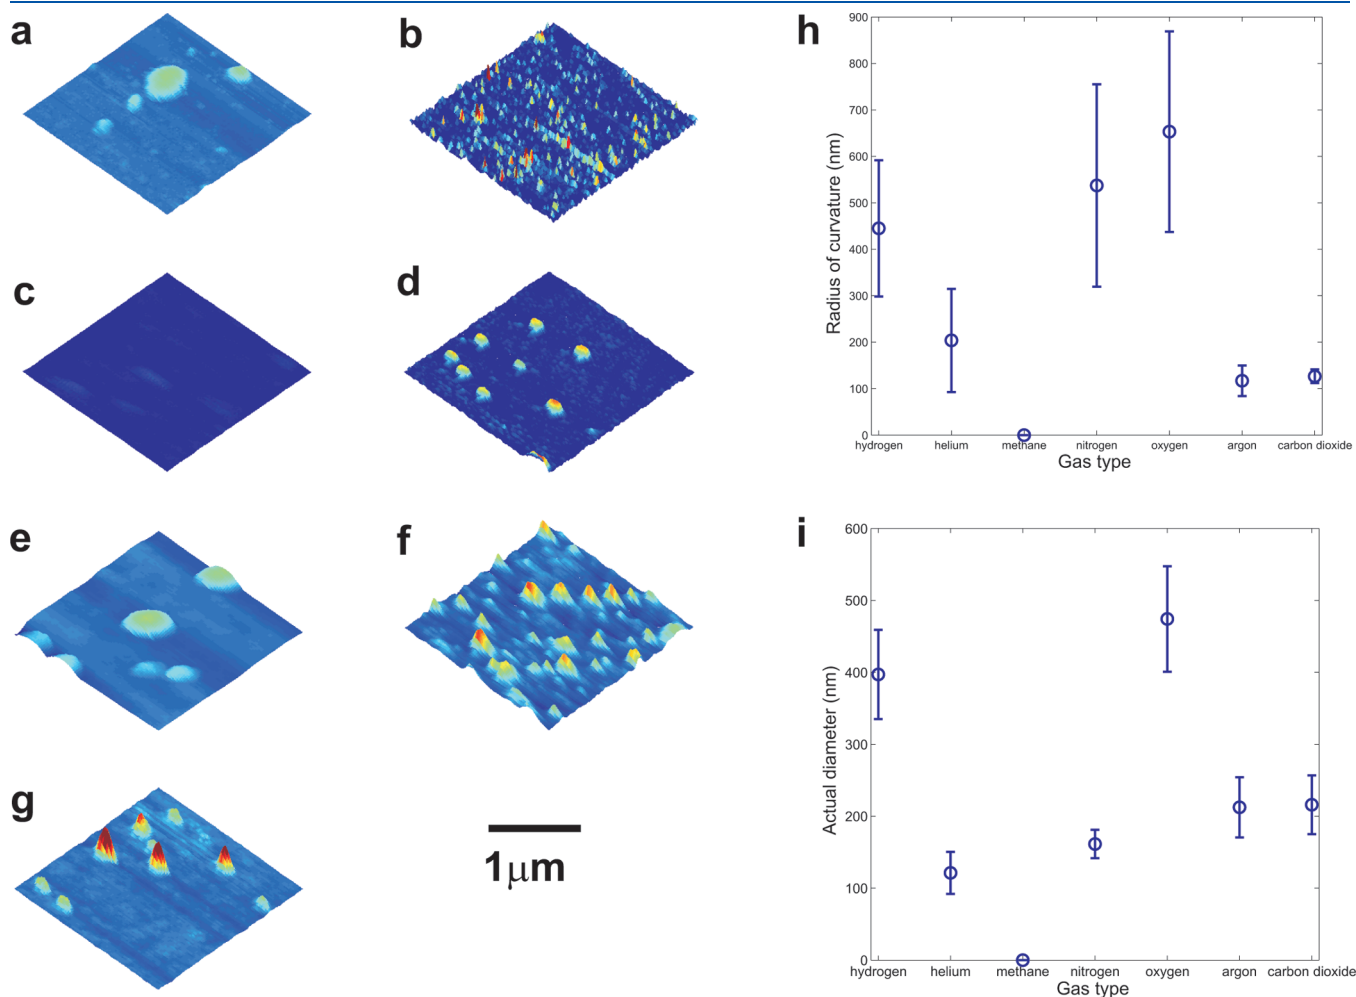 a
b
c
d
e
f
g
1μm
h
900
800
700
600
500
400
300
200
100
0
Radius of curvature (nm)
hydrogen helium methane nitrogen oxygen argon carbon dioxide
Gas type
i
600
500
400
300
200
100
0
Actual diameter (nm)
hydrogen helium methane nitrogen oxygen argon carbon dioxide
Gas type